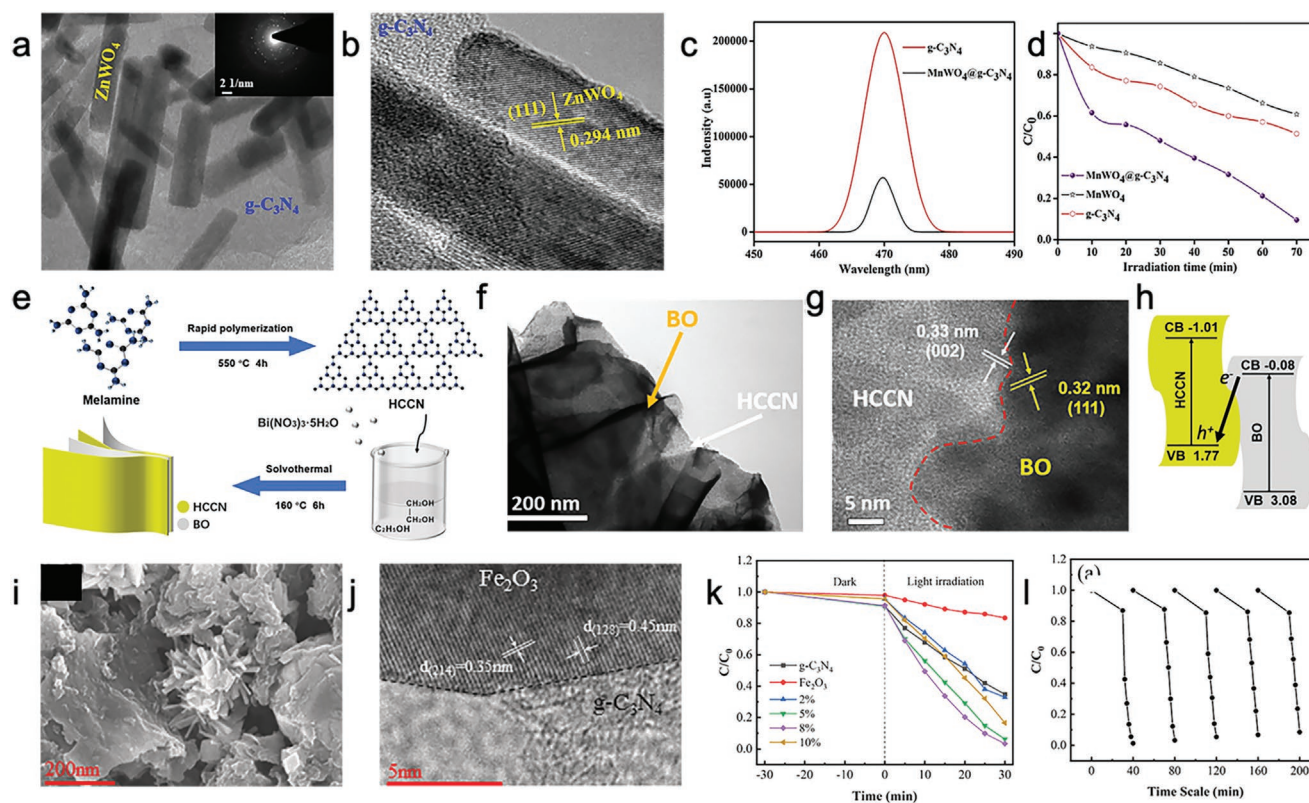 a
ZnWO4
2 1/nm
g-C3N4
b
g-C3N4
(111)
ZnWO4
0.294 nm
c
Indensity (a.u)
200000
150000
100000
50000
0
g-C3N4
MnWO4@g-C3N4
450
460
470
480
490
Wavelength (nm)
d
C/C0
0.8
0.6
0.4
0.2
0.0
MnWO4@g-C3N4
MnWO4
g-C3N4
0
10
20
30
40
50
60
70
Irradiation time (min)
e
Melamine
Rapid polymerization
550 °C 4h
HCCN
Bi(NO3)3·5H2O
Solvothermal
160 °C 6h
HCCN
BO
CH2OH
CH2OH
C2H5OH
f
BO
HCCN
200 nm
g
0.33 nm
(002)
HCCN
0.32 nm
(111)
BO
5 nm
h
CB -1.01
HCCN
h+
VB 1.77
CB -0.08
e-
BO
VB 3.08
i
200nm
j
Fe2O3
d(214)=0.35nm
d(128)=0.45nm
g-C3N4
5nm
k
C/C0
1.0
0.8
0.6
0.4
0.2
0.0
Dark
Light irradiation
g-C3N4
Fe2O3
2%
5%
8%
10%
-30
-20
-10
0
10
20
30
Time (min)
l
(a)
C/C0
1.0
0.8
0.6
0.4
0.2
0.0
0
40
80
120
160
200
Time Scale (min)